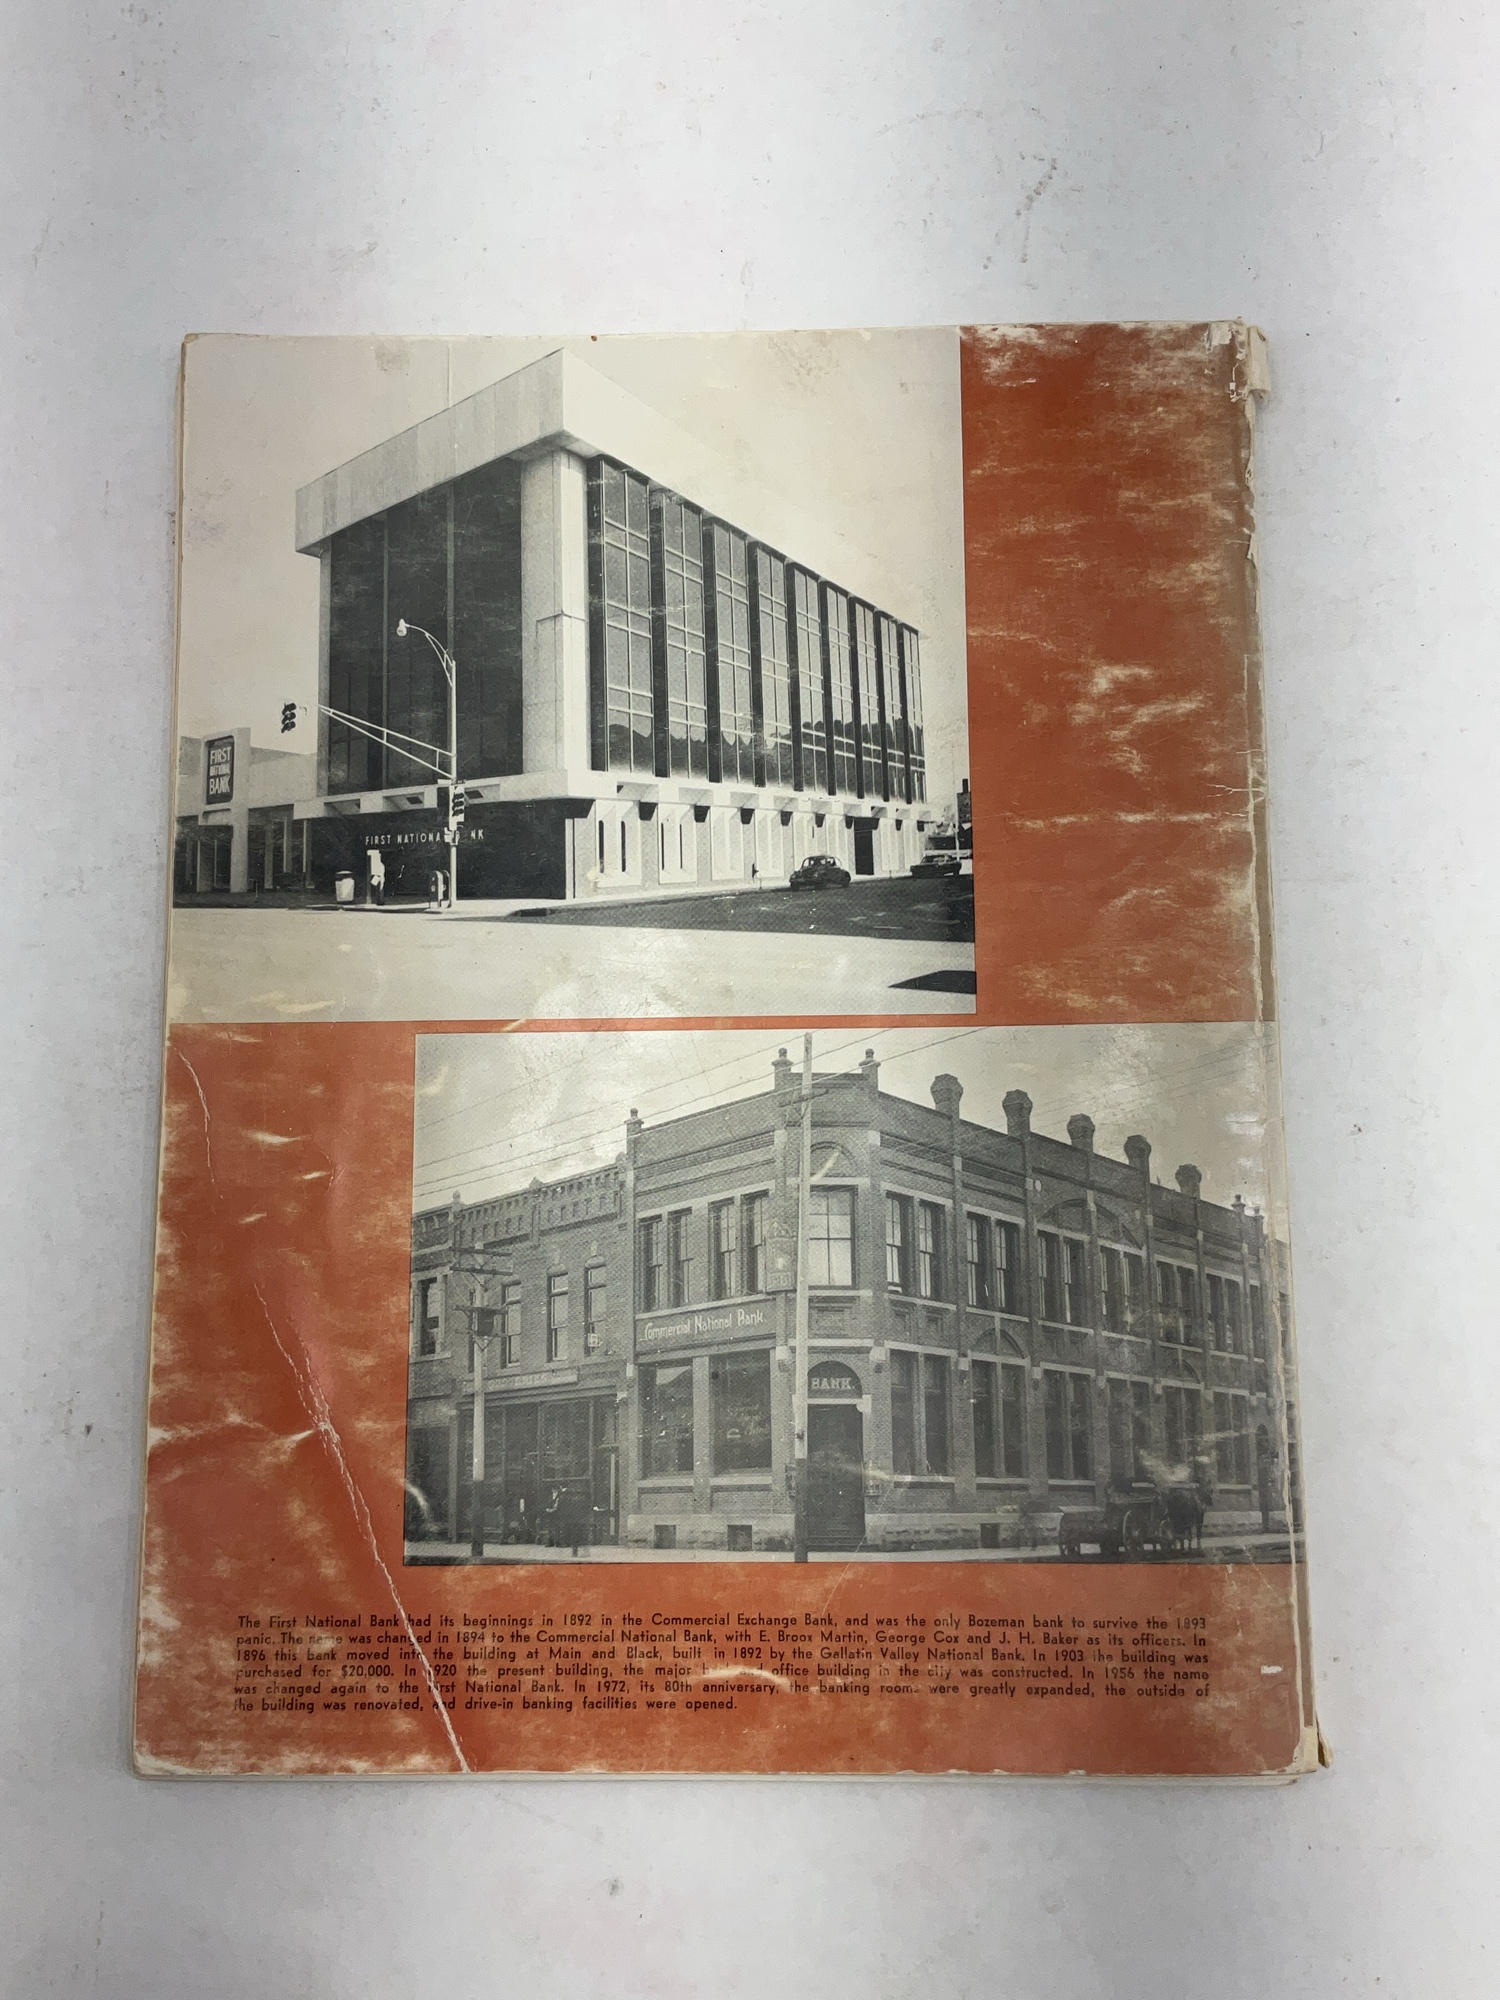 FIRST
NATIONAL
BANK
FIRST NATIONA B NK
Commercial National Bank.
BANK.
The First National Bank had its beginnings in 1892 in the Commercial Exchange Bank, and was the only Bozeman bank to survive the 1893
panic. The name was changed in 1894 to the Commercial National Bank, with E. Broox Martin, George Cox and J. H. Baker as its officers. In
1896 this bank moved into the building at Main and Black, built in 1892 by the Gallatin Valley National Bank. In 1903 the building was
purchased for $20,000. In 1920 the present building, the major office building in the city was constructed. In 1956 the name
was changed again to the First National Bank. In 1972, its 80th anniversary, the banking rooms were greatly expanded, the outside of
the building was renovated, and drive-in banking facilities were opened.